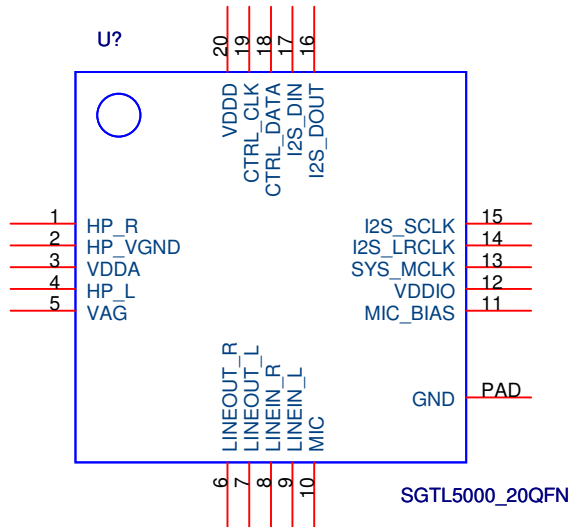 U?
20 19 18 17 16
VDDD
CTRL_CLK
CTRL_DATA
I2S_DIN
I2S_DOUT
1 HP_R
2 HP_VGND
3 VDDA
4 HP_L
5 VAG
I2S_SCLK 15
I2S_LRCLK 14
SYS_MCLK 13
VDDIO 12
MIC_BIAS 11
GND PAD
LINEOUT_R
LINEOUT_L
LINEIN_R
LINEIN_L
MIC
6 7 8 9 10
SGTL5000_20QFN